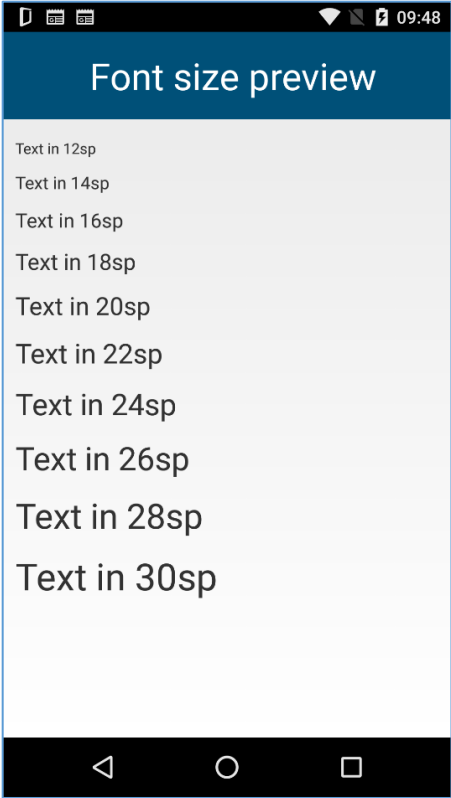 09:48
Font size preview
Text in 12sp
Text in 14sp
Text in 16sp
Text in 18sp
Text in 20sp
Text in 22sp
Text in 24sp
Text in 26sp
Text in 28sp
Text in 30sp